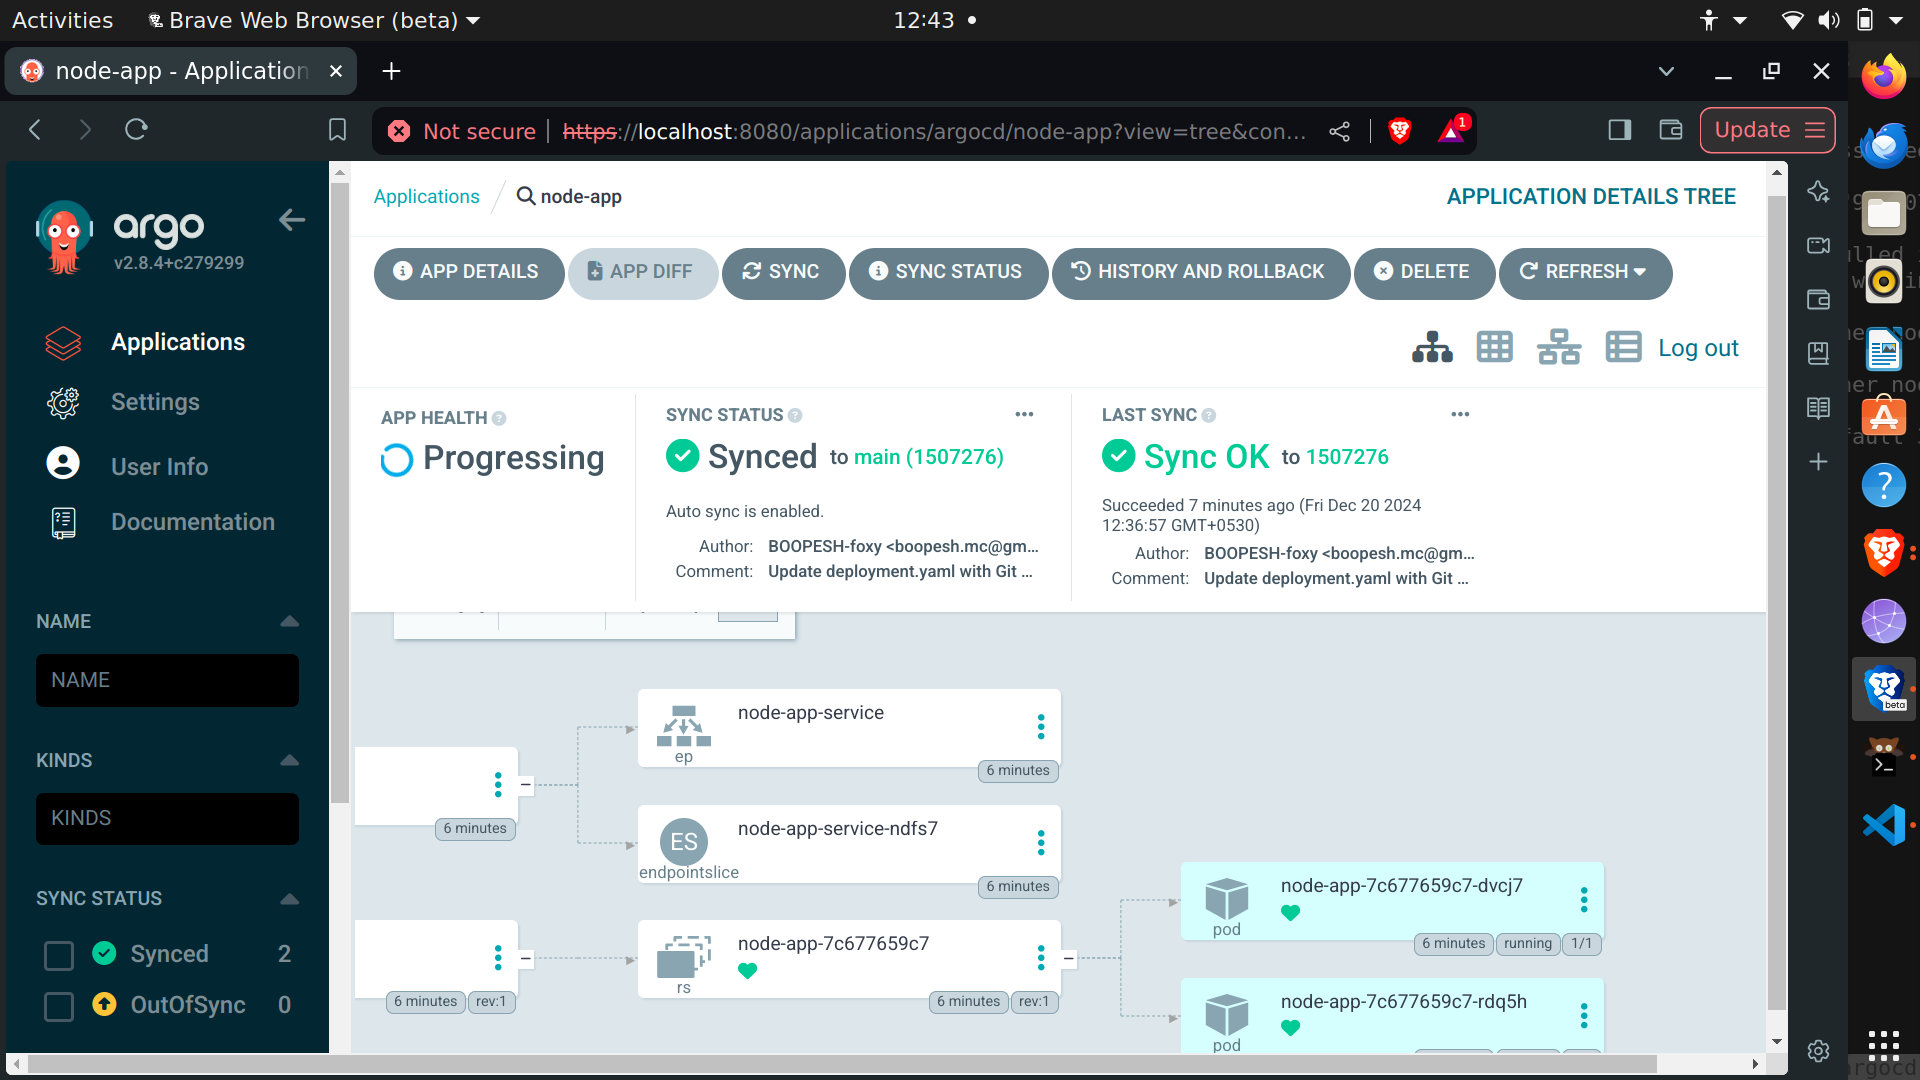 Activities Brave Web Browser (beta) 12:43
node-app - Application
Not secure https://localhost:8080/applications/argocd/node-app?view=tree&con... 1 Update
argo
v2.8.4+c279299
Applications
Settings
User Info
Documentation
NAME
NAME
KINDS
KINDS
SYNC STATUS
Synced 2
OutOfSync 0
Applications / node-app APPLICATION DETAILS TREE
APP DETAILS APP DIFF SYNC SYNC STATUS HISTORY AND ROLLBACK DELETE REFRESH
Log out
APP HEALTH
Progressing
SYNC STATUS
Synced to main (1507276)
Auto sync is enabled.
Author: BOOPESH-foxy <boopesh.mc@gm...
Comment: Update deployment.yaml with Git ...
LAST SYNC
Sync OK to 1507276
Succeeded 7 minutes ago (Fri Dec 20 2024
12:36:57 GMT+0530)
Author: BOOPESH-foxy <boopesh.mc@gm...
Comment: Update deployment.yaml with Git ...
node-app-service
ep
6 minutes
6 minutes
ES node-app-service-ndfs7
endpointslice
6 minutes
node-app-7c677659c7
rs
6 minutes rev:1
6 minutes rev:1
node-app-7c677659c7-dvcj7
pod
6 minutes running 1/1
node-app-7c677659c7-rdq5h
pod
beta
argocd